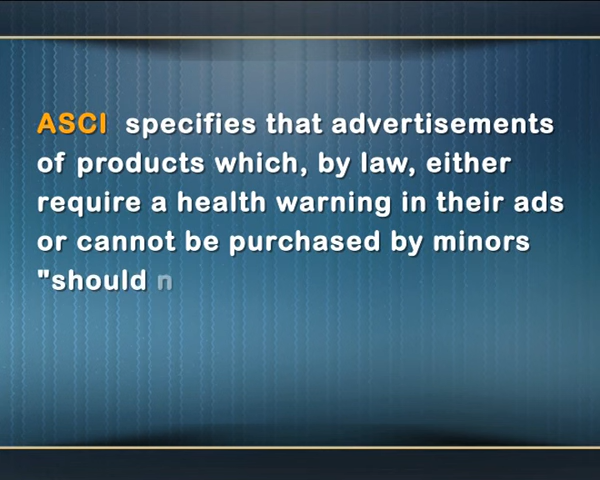 ASCI specifies that advertisements
of products which, by law, either
require a health warning in their ads
or cannot be purchased by minors
"should n